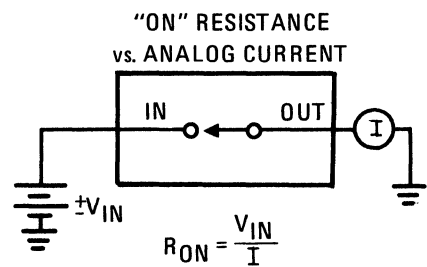 "ON" RESISTANCE
vs. ANALOG CURRENT
IN OUT I
±VIN
RON = VIN / I